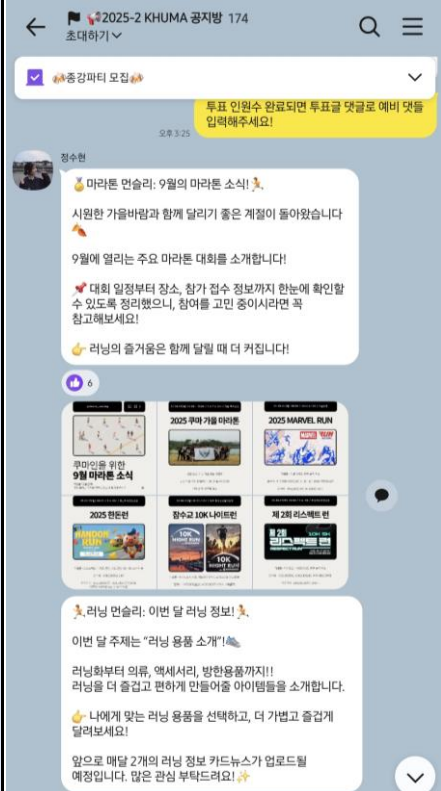 📢2025-2 KHUMA 공지방 174
초대하기
🎊종강파티 모집🎊
투표 인원수 완료되면 투표글 댓글로 예비 댓들
입력해주세요!
오후 3:25
정수현
🏅마라톤 먼슬리: 9월의 마라톤 소식!🏃
시원한 가을바람과 함께 달리기 좋은 계절이 돌아왔습니다
🍂
9월에 열리는 주요 마라톤 대회를 소개합니다!
📌 대회 일정부터 장소, 참가 접수 정보까지 한눈에 확인할
수 있도록 정리했으니, 참여를 고민 중이시라면 꼭
참고해보세요!
👉 러닝의 즐거움은 함께 달릴 때 더 커집니다!
6
쿠마인을 위한
9월 마라톤 소식
2025 쿠마 가을 마라톤
2025 MARVEL RUN
2025 한돈런
HANDON
RUN
잠수교 10K 나이트런
10K
NIGHT RUN
제 2회 리스펙트 런
제2회
리스펙트런
🏃러닝 먼슬리: 이번 달 러닝 정보!🏃
이번 달 주제는 “러닝 용품 소개”!👟
러닝화부터 의류, 액세서리, 방한용품까지!!
러닝을 더 즐겁고 편하게 만들어줄 아이템들을 소개합니다.
👉 나에게 맞는 러닝 용품을 선택하고, 더 가볍고 즐겁게
달려보세요!
앞으로 매달 2개의 러닝 정보 카드뉴스가 업로드될
예정입니다. 많은 관심 부탁드려요!✨